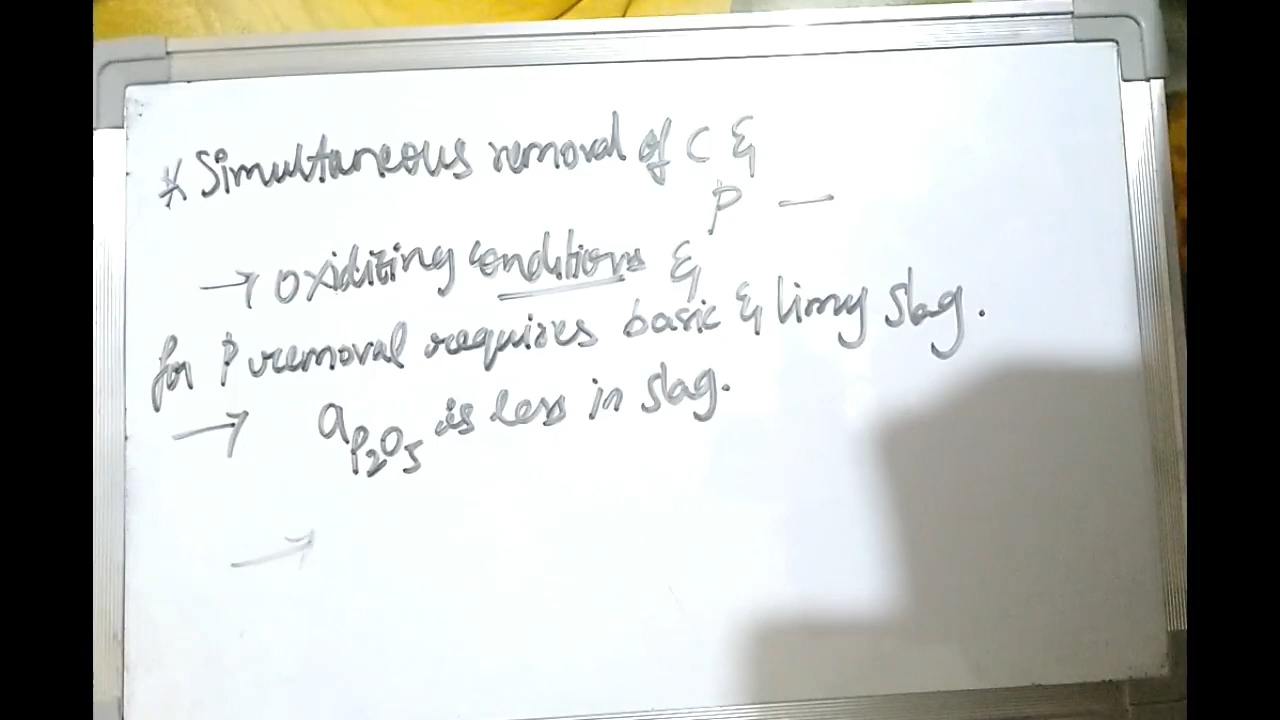 * Simultaneous removal of C &
P —
→ oxidizing conditions &
for P removal requires basic & limy slag.
→ aP₂O₅ is less in slag.
→